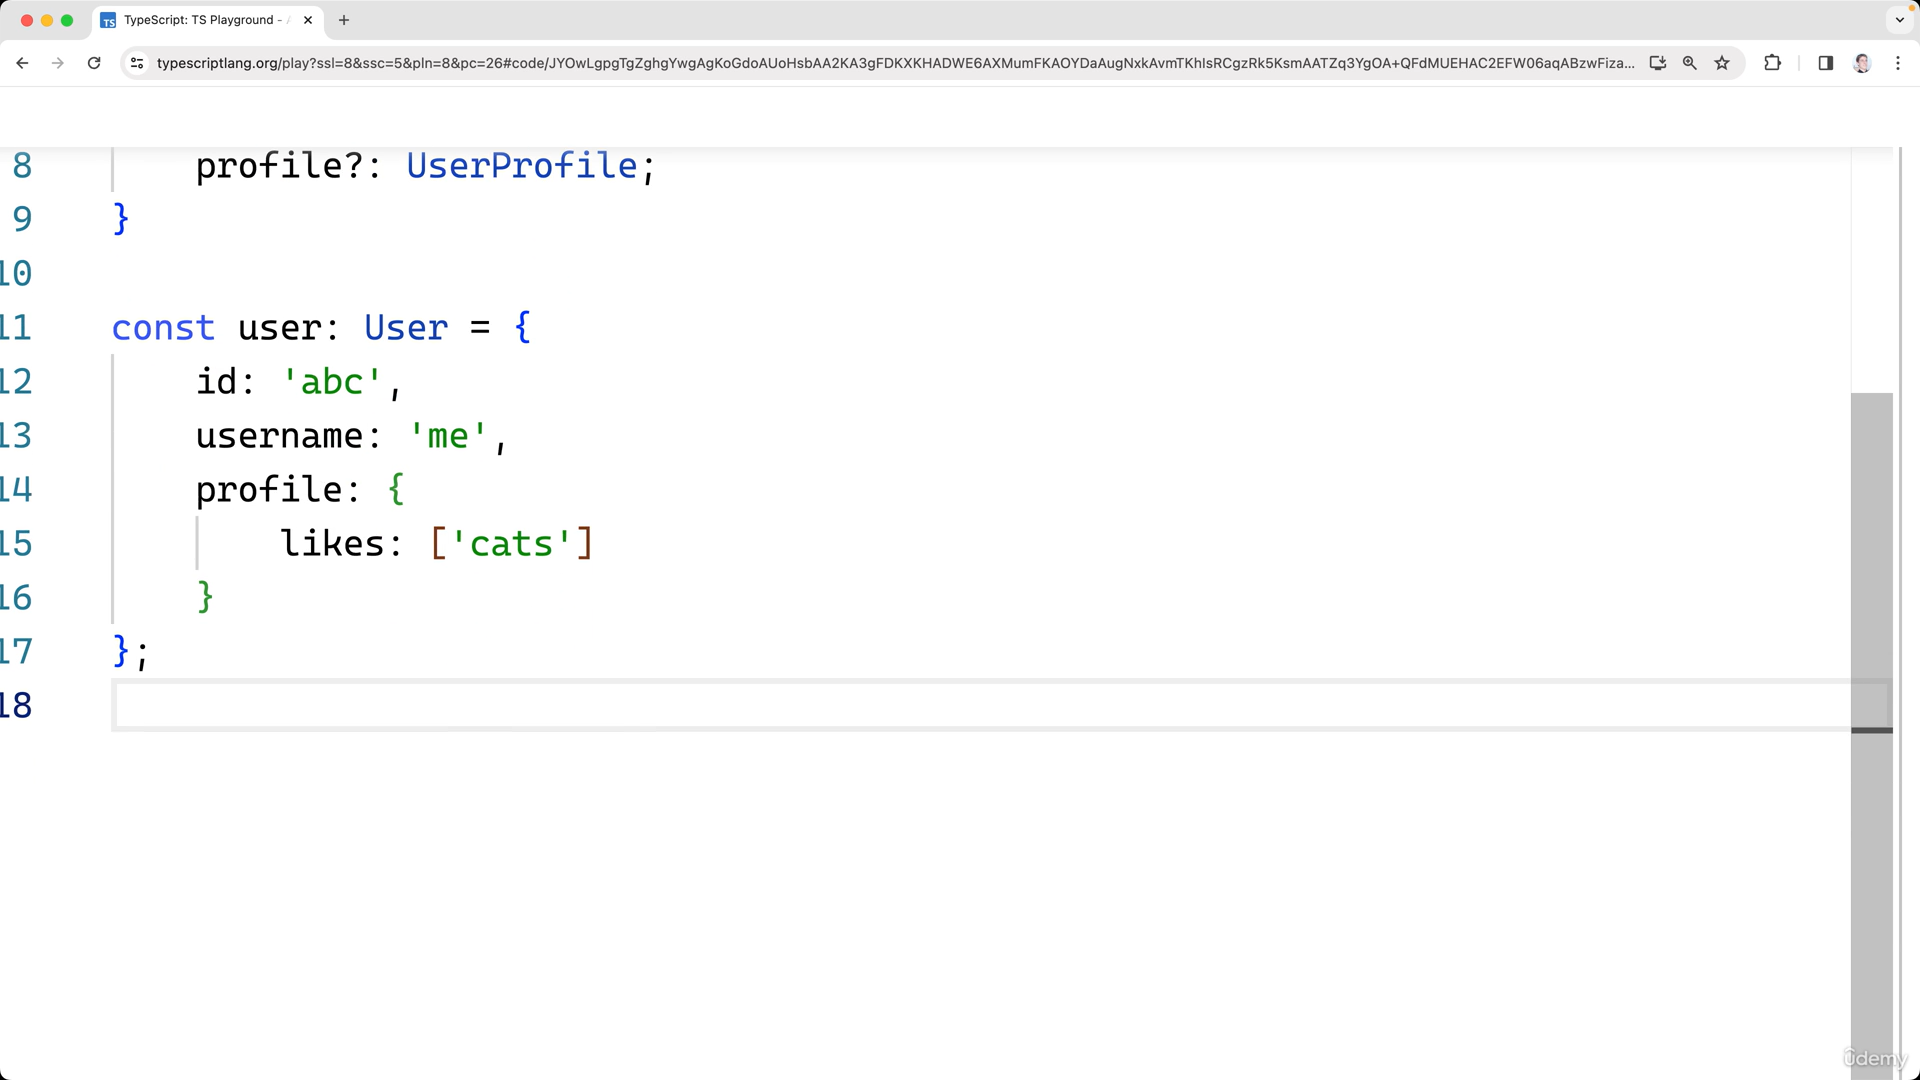 TypeScript: TS Playground -
typescriptlang.org/play?ssl=8&ssc=5&pln=8&pc=26#code/JYOwLgpgTgZghgYwgAgKoGdoAUoHsbAA2KA3gFDKXKHADWE6AXMumFKAOYDaAugNxkAvmTKhIsRCgzRk5KsmAATZq3YgOA+QFdMUEHAC2EFW06aqABzwFiza...
8 profile?: UserProfile;
9 }
10
11 const user: User = {
12 id: 'abc',
13 username: 'me',
14 profile: {
15 likes: ['cats']
16 }
17 };
18
ûdemy